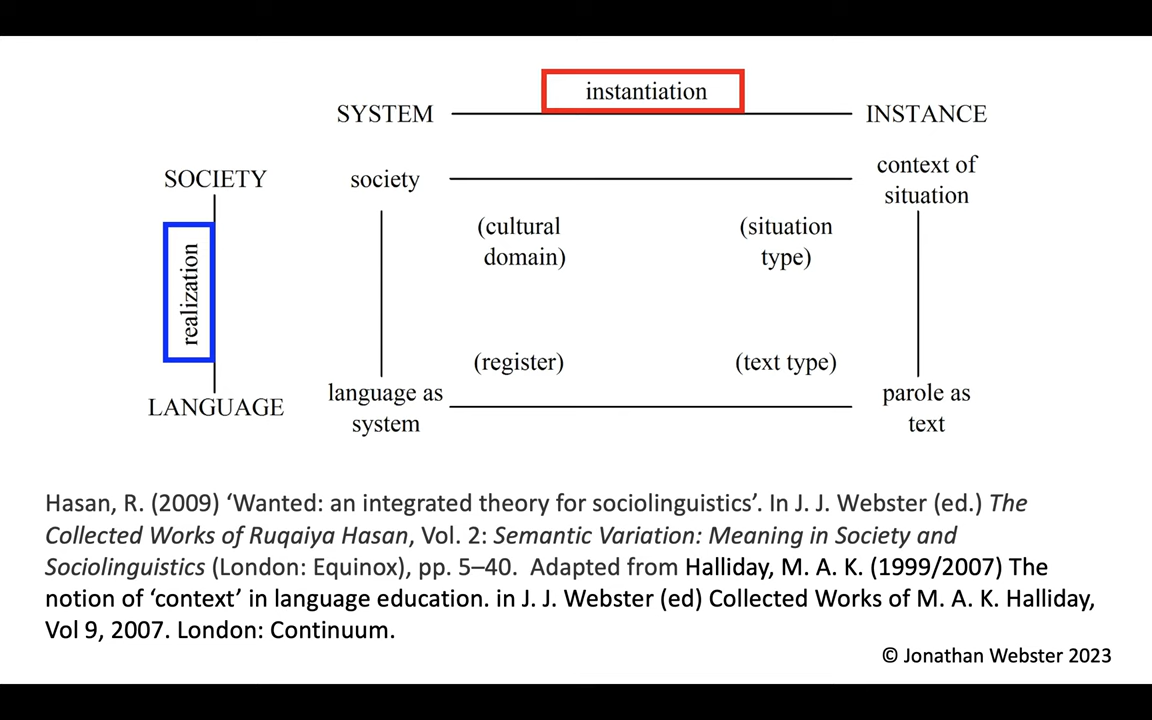 instantiation
SYSTEM INSTANCE
SOCIETY society context of
situation
(cultural (situation
domain) type)
realization
(register) (text type)
LANGUAGE language as parole as
system text
Hasan, R. (2009) ‘Wanted: an integrated theory for sociolinguistics’. In J. J. Webster (ed.) The
Collected Works of Ruqaiya Hasan, Vol. 2: Semantic Variation: Meaning in Society and
Sociolinguistics (London: Equinox), pp. 5–40. Adapted from Halliday, M. A. K. (1999/2007) The
notion of ‘context’ in language education. in J. J. Webster (ed) Collected Works of M. A. K. Halliday,
Vol 9, 2007. London: Continuum.
© Jonathan Webster 2023